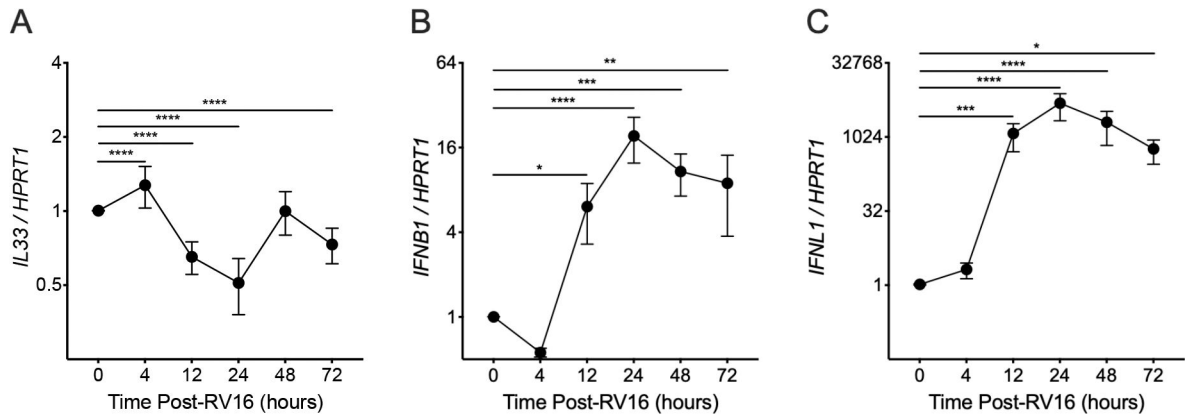 A
IL33 / HPRT1
4
2
1
0.5
****
****
****
****
0 4 12 24 48 72
Time Post-RV16 (hours)
B
IFNB1 / HPRT1
64
16
4
1
**
***
****
*
0 4 12 24 48 72
Time Post-RV16 (hours)
C
IFNL1 / HPRT1
32768
1024
32
1
*
****
****
***
0 4 12 24 48 72
Time Post-RV16 (hours)